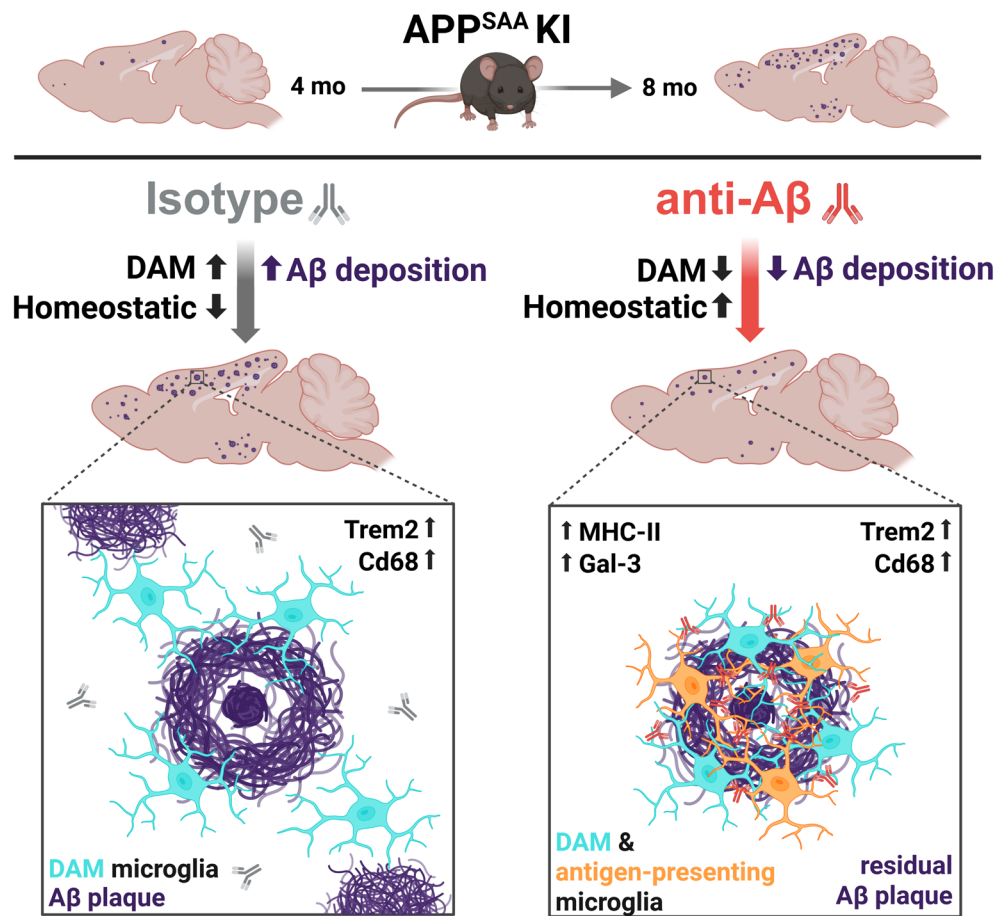 APPSAA KI
4 mo
8 mo
Isotype
DAM ⬆
⬆ Aβ deposition
Homeostatic ⬇
anti-Aβ
DAM ⬇
⬇ Aβ deposition
Homeostatic ⬆
Trem2 ↑
Cd68 ↑
DAM microglia
Aβ plaque
↑ MHC-II
↑ Gal-3
Trem2 ↑
Cd68 ↑
DAM &
antigen-presenting
microglia
residual
Aβ plaque